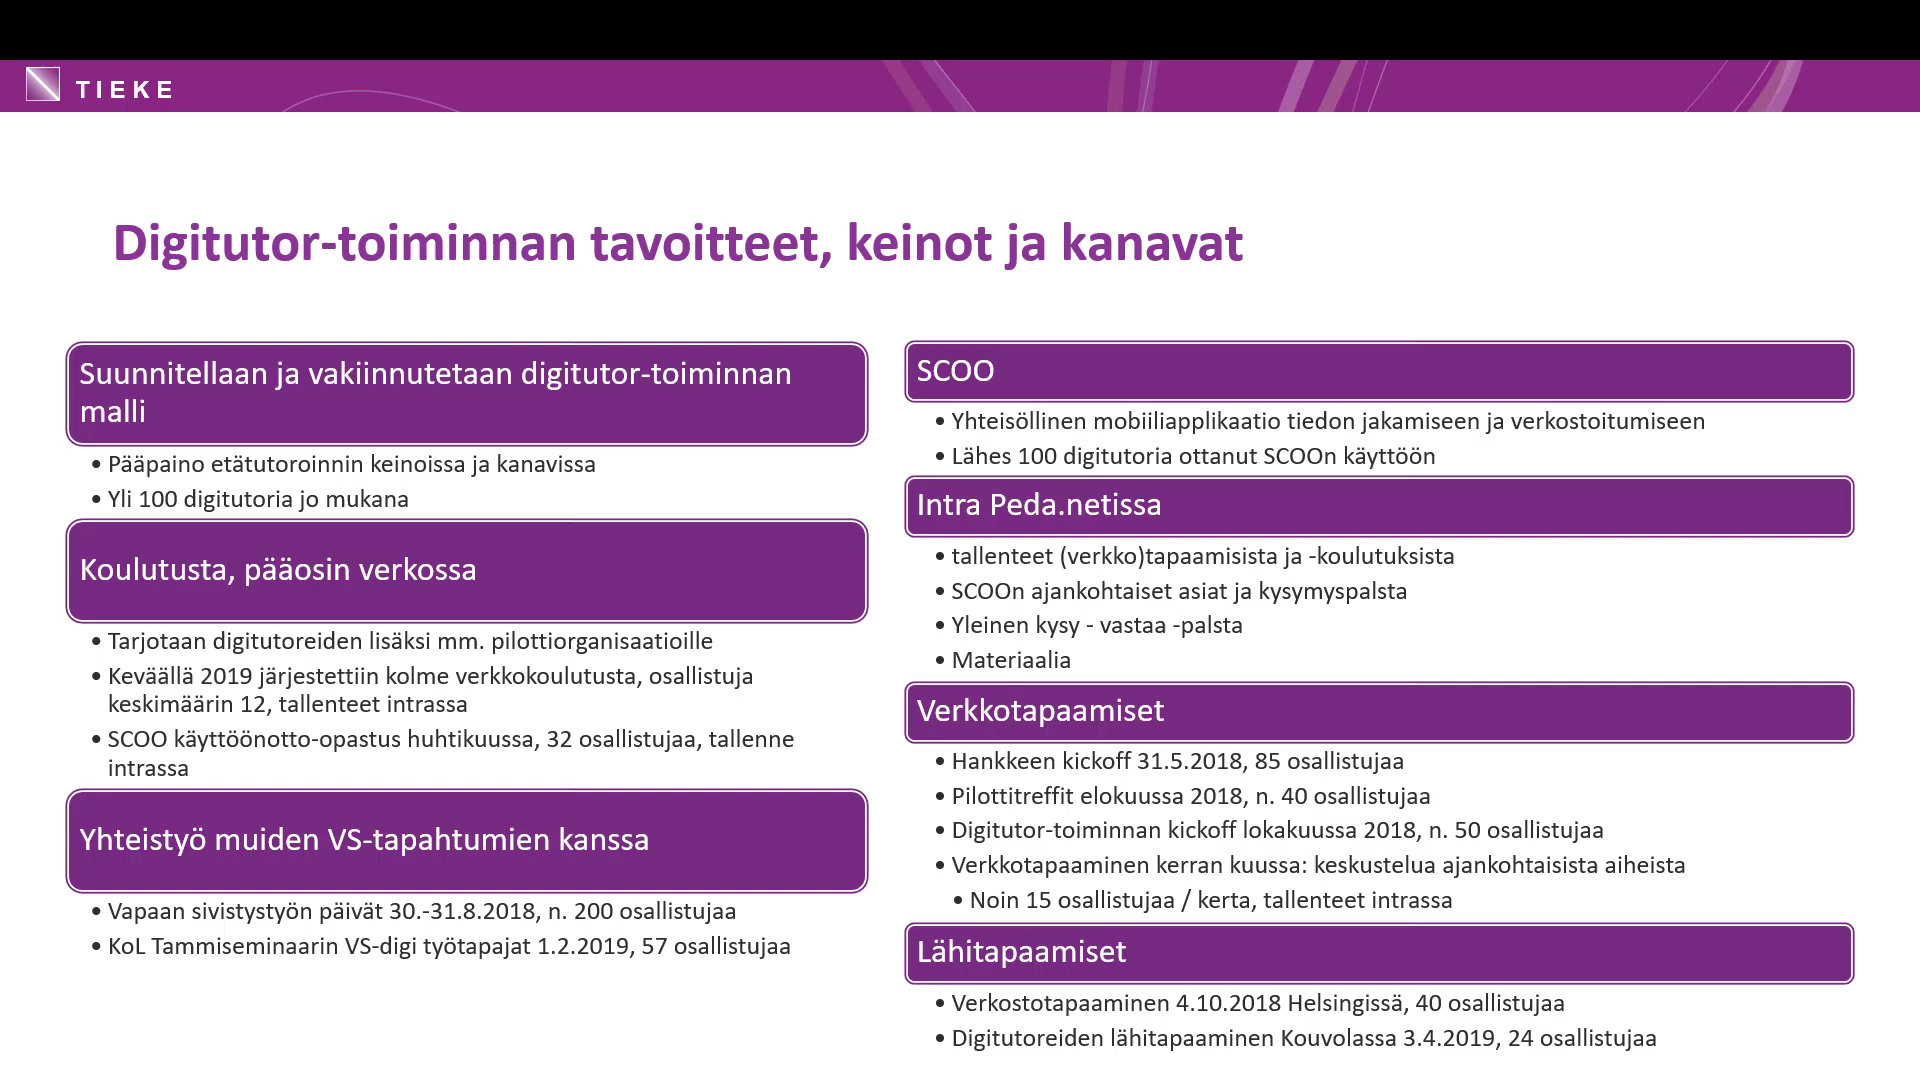 TIEKE
Digitutor-toiminnan tavoitteet, keinot ja kanavat
Suunnitellaan ja vakiinnutetaan digitutor-toiminnan
malli
• Pääpaino etätutoroinnin keinoissa ja kanavissa
• Yli 100 digitutoria jo mukana
Koulutusta, pääosin verkossa
• Tarjotaan digitutoreiden lisäksi mm. pilottiorganisaatioille
• Keväällä 2019 järjestettiin kolme verkkokoulutusta, osallistuja
keskimäärin 12, tallenteet intrassa
• SCOO käyttöönotto-opastus huhtikuussa, 32 osallistujaa, tallenne
intrassa
Yhteistyö muiden VS-tapahtumien kanssa
• Vapaan sivistystyön päivät 30.-31.8.2018, n. 200 osallistujaa
• KoL Tammiseminaarin VS-digi työtapajat 1.2.2019, 57 osallistujaa
SCOO
• Yhteisöllinen mobiiliapplikaatio tiedon jakamiseen ja verkostoitumiseen
• Lähes 100 digitutoria ottanut SCOOn käyttöön
Intra Peda.netissa
• tallenteet (verkko)tapaamisista ja -koulutuksista
• SCOOn ajankohtaiset asiat ja kysymyspalsta
• Yleinen kysy - vastaa -palsta
• Materiaalia
Verkkotapaamiset
• Hankkeen kickoff 31.5.2018, 85 osallistujaa
• Pilottitreffit elokuussa 2018, n. 40 osallistujaa
• Digitutor-toiminnan kickoff lokakuussa 2018, n. 50 osallistujaa
• Verkkotapaaminen kerran kuussa: keskustelua ajankohtaisista aiheista
• Noin 15 osallistujaa / kerta, tallenteet intrassa
Lähitapaamiset
• Verkostotapaaminen 4.10.2018 Helsingissä, 40 osallistujaa
• Digitutoreiden lähitapaaminen Kouvolassa 3.4.2019, 24 osallistujaa